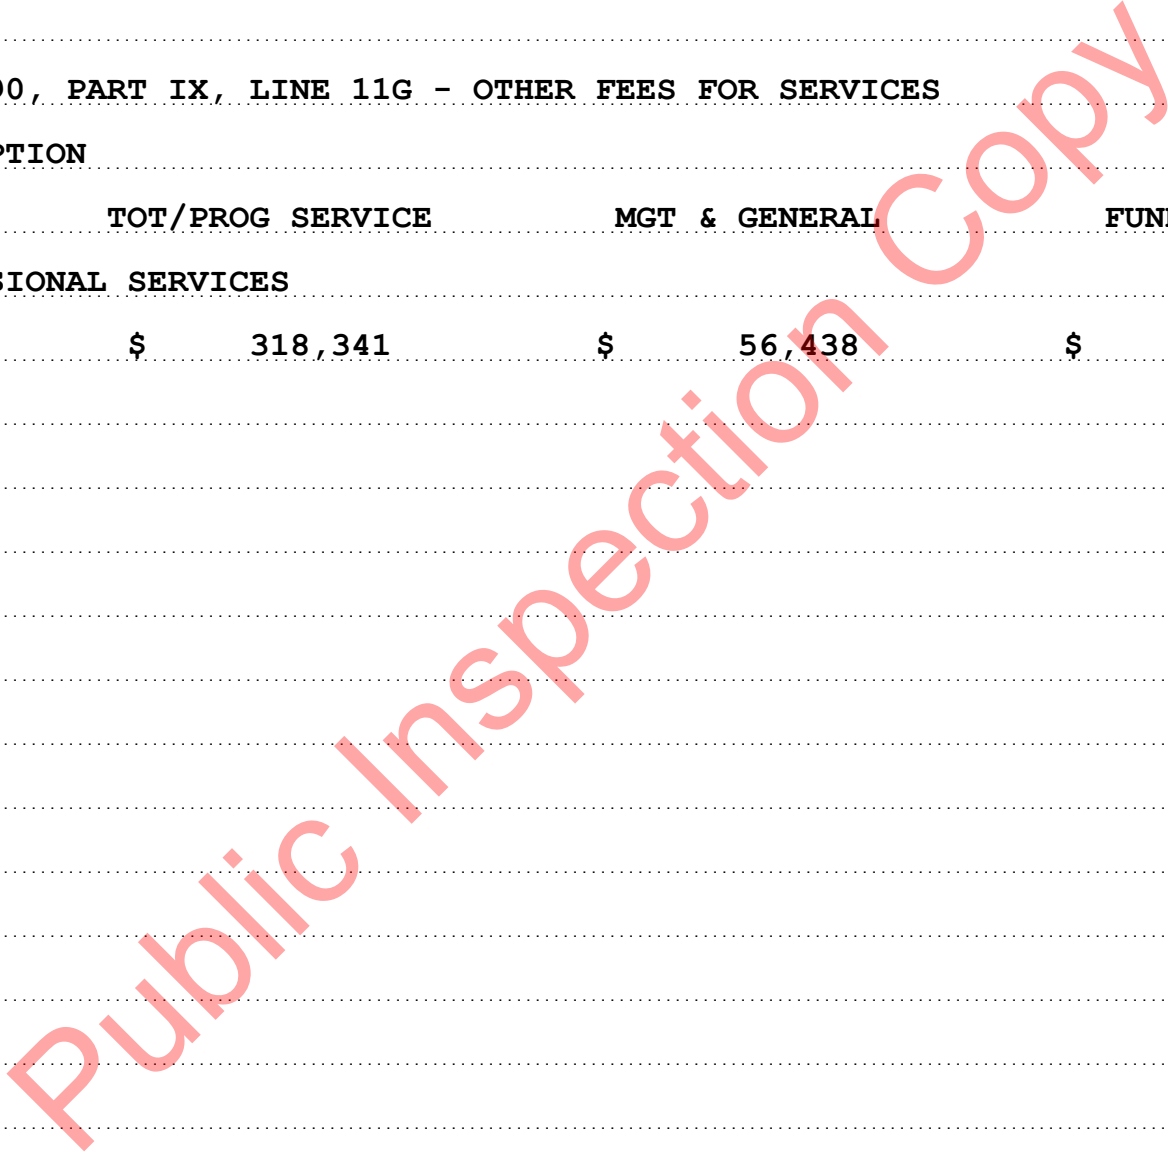 00, PART IX, LINE 11G - OTHER FEES FOR SERVICES
PTION
TOT/PROG SERVICE MGT & GENERAL FUN
SIONAL SERVICES
$ 318,341 $ 56,438 $
Public Inspection Copy